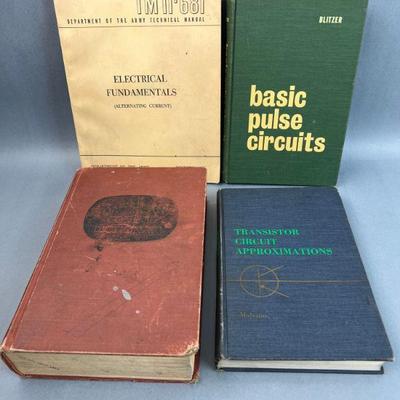 TM 11-681
DEPARTMENT OF THE ARMY TECHNICAL MANUAL
ELECTRICAL
FUNDAMENTALS
(ALTERNATING CURRENT)
BLITZER
basic
pulse
circuits
TRANSISTOR
CIRCUIT
APPROXIMATIONS
Malvino